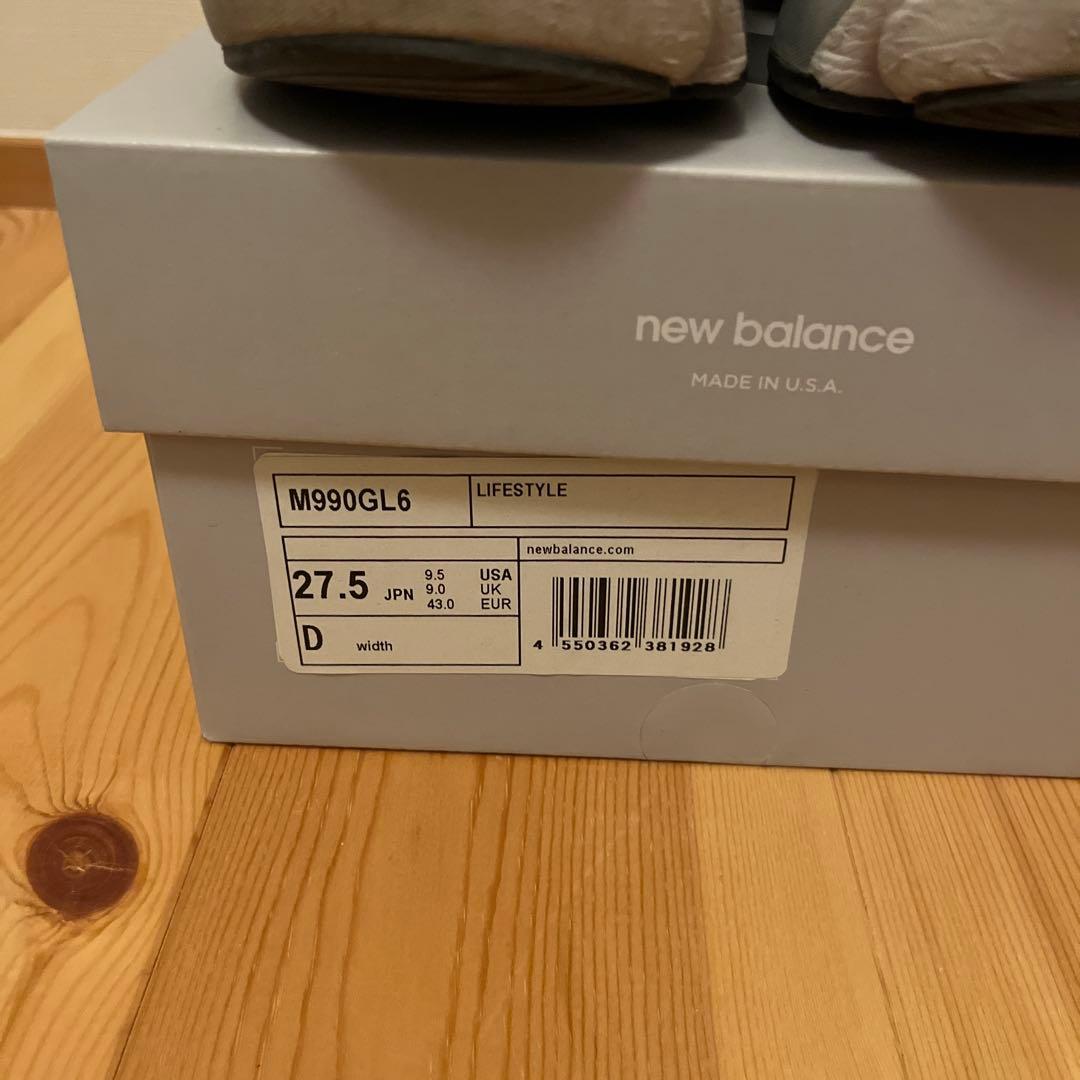 new balance
MADE IN U.S.A.
M990GL6 LIFESTYLE
newbalance.com
27.5 JPN
9.5 USA
9.0 UK
43.0 EUR
D width
4 550362 381928